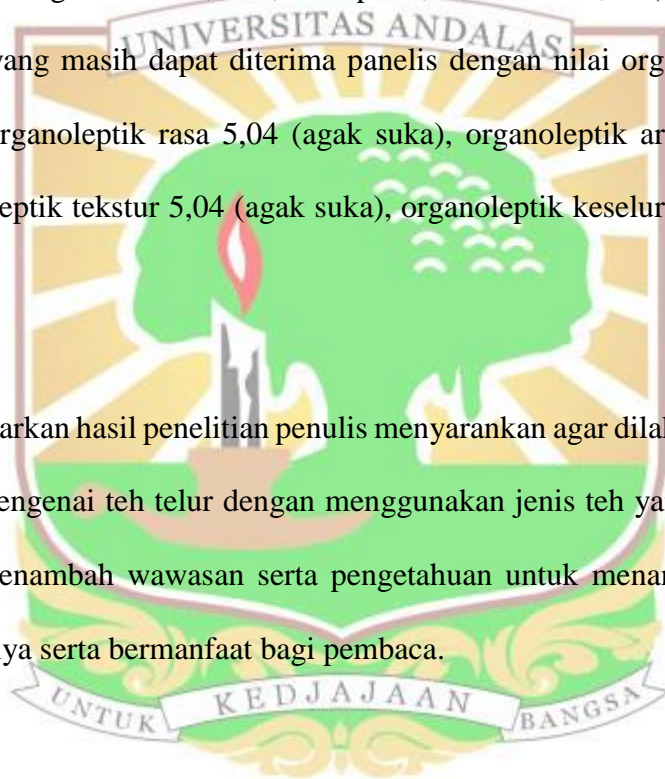 UNIVERSITAS ANDALAS
yang masih dapat diterima panelis dengan nilai org
rganoleptik rasa 5,04 (agak suka), organoleptik ar
leptik tekstur 5,04 (agak suka), organoleptik keselur
arkan hasil penelitian penulis menyarankan agar dilal
engenai teh telur dengan menggunakan jenis teh ya
enambah wawasan serta pengetahuan untuk menar
ya serta bermanfaat bagi pembaca.
UNTUK KEDJAJAAN BANGSA